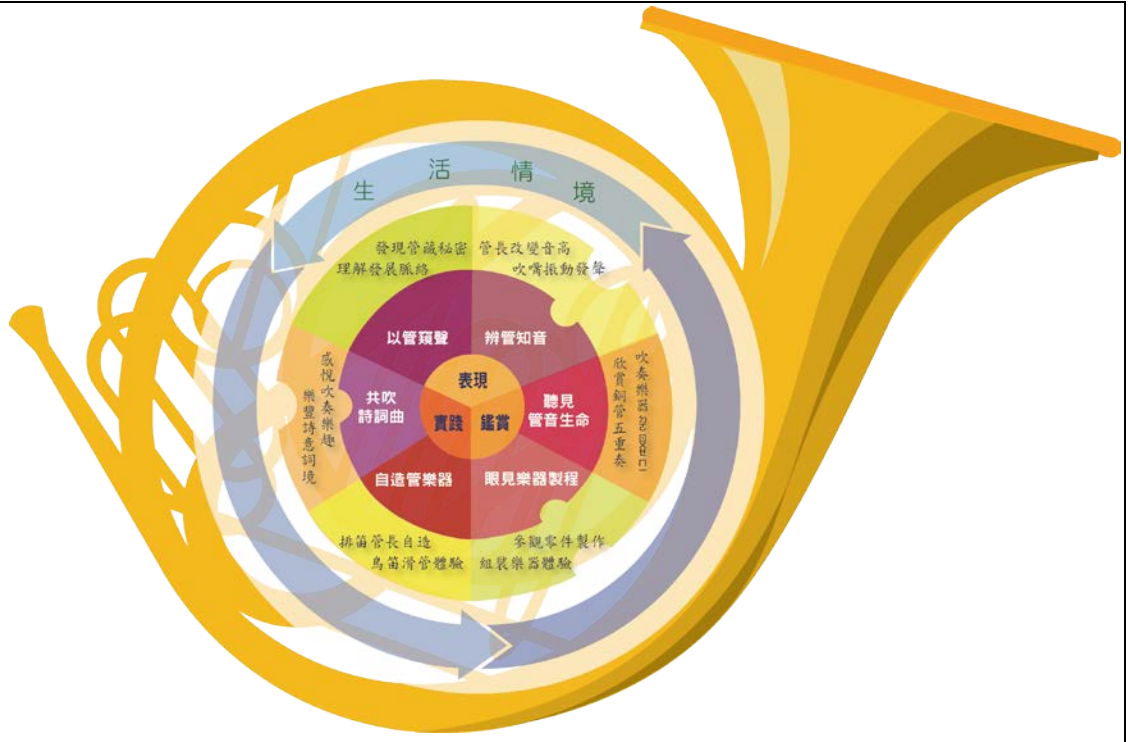 生活情境
發現管藏秘密
理解發展脈絡
管長改變音高
吹嘴振動發聲
以管窺聲
辨管知音
表現
實踐
鑑賞
共吹
詩詞曲
聽見
管音生命
自造管樂器
眼見樂器製程
感悅吹奏樂趣
樂豐詩意詞境
吹奏樂器
欣賞銅管五重奏
排笛管長自造
鳥笛滑管體驗
參觀零件製作
組裝樂器體驗